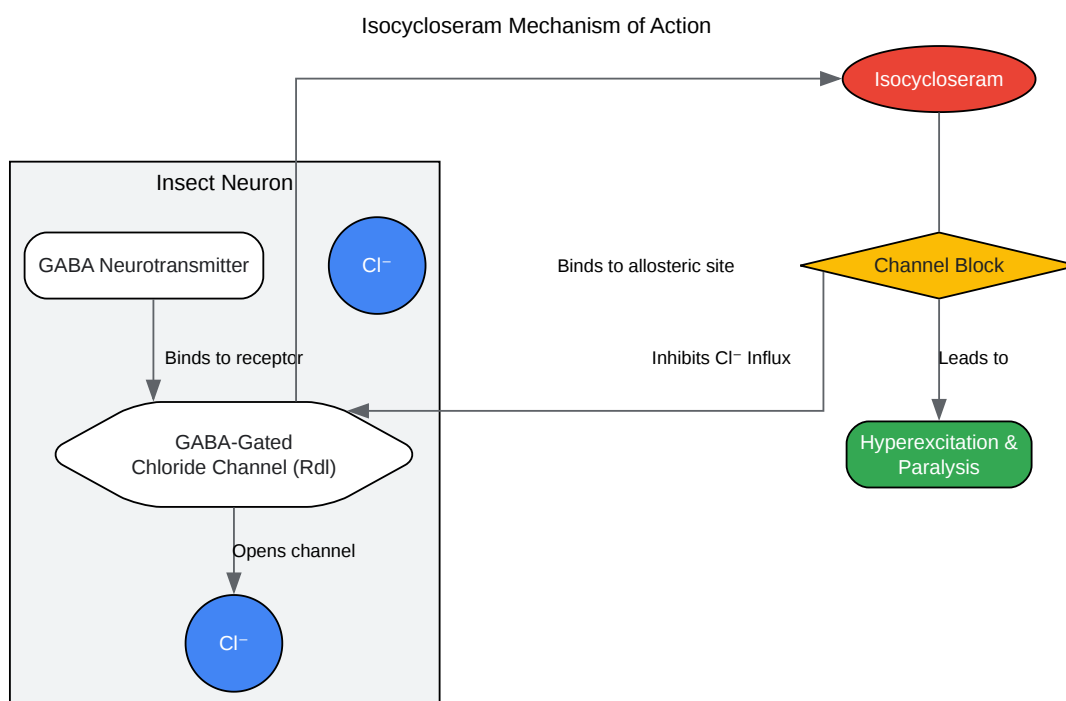 Isocycloseram Mechanism of Action
Isocycloseram
Insect Neuron
GABA Neurotransmitter
Cl⁻
Binds to allosteric site
Channel Block
Binds to receptor
Inhibits Cl⁻ Influx
Leads to
GABA-Gated
Chloride Channel (Rdl)
Hyperexcitation &
Paralysis
Opens channel
Cl⁻